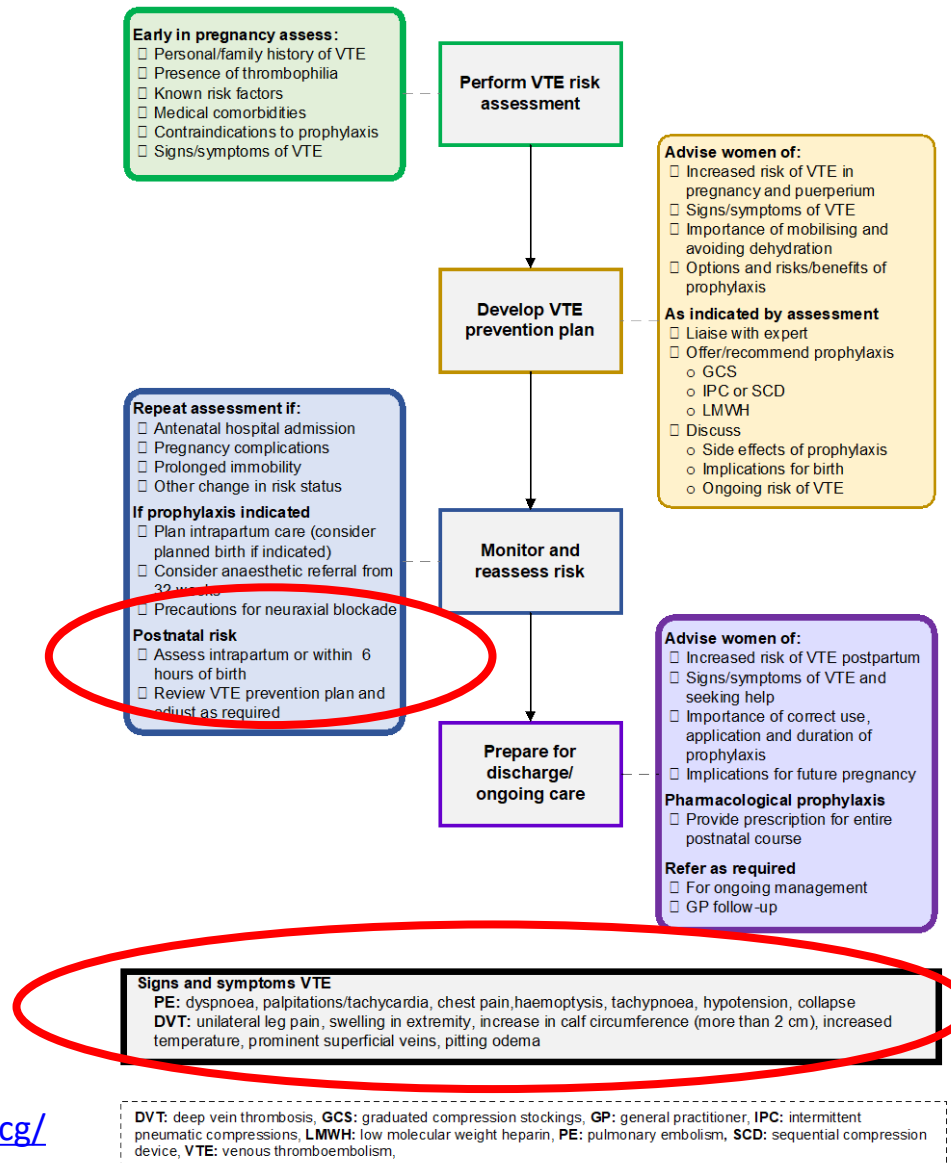 Early in pregnancy assess:
□ Personal/family history of VTE
□ Presence of thrombophilia
□ Known risk factors
□ Medical comorbidities
□ Contraindications to prophylaxis
□ Signs/symptoms of VTE
Perform VTE risk
assessment
Advise women of:
□ Increased risk of VTE in
pregnancy and puerperium
□ Signs/symptoms of VTE
□ Importance of mobilising and
avoiding dehydration
□ Options and risks/benefits of
prophylaxis
As indicated by assessment
□ Liaise with expert
□ Offer/recommend prophylaxis
o GCS
o IPC or SCD
o LMWH
□ Discuss
o Side effects of prophylaxis
o Implications for birth
o Ongoing risk of VTE
Develop VTE
prevention plan
Repeat assessment if:
□ Antenatal hospital admission
□ Pregnancy complications
□ Prolonged immobility
□ Other change in risk status
If prophylaxis indicated
□ Plan intrapartum care (consider
planned birth if indicated)
□ Consider anaesthetic referral from
32 weeks
□ Precautions for neuraxial blockade
Postnatal risk
□ Assess intrapartum or within 6
hours of birth
□ Review VTE prevention plan and
adjust as required
Monitor and
reassess risk
Advise women of:
□ Increased risk of VTE postpartum
□ Signs/symptoms of VTE and
seeking help
□ Importance of correct use,
application and duration of
prophylaxis
□ Implications for future pregnancy
Pharmacological prophylaxis
□ Provide prescription for entire
postnatal course
Refer as required
□ For ongoing management
□ GP follow-up
Prepare for
discharge/
ongoing care
Signs and symptoms VTE
PE: dyspnoea, palpitations/tachycardia, chest pain,haemoptysis, tachypnoea, hypotension, collapse
DVT: unilateral leg pain, swelling in extremity, increase in calf circumference (more than 2 cm), increased
temperature, prominent superficial veins, pitting odema
cg/
DVT: deep vein thrombosis, GCS: graduated compression stockings, GP: general practitioner, IPC: intermittent
pneumatic compressions, LMWH: low molecular weight heparin, PE: pulmonary embolism, SCD: sequential compression
device, VTE: venous thromboembolism,